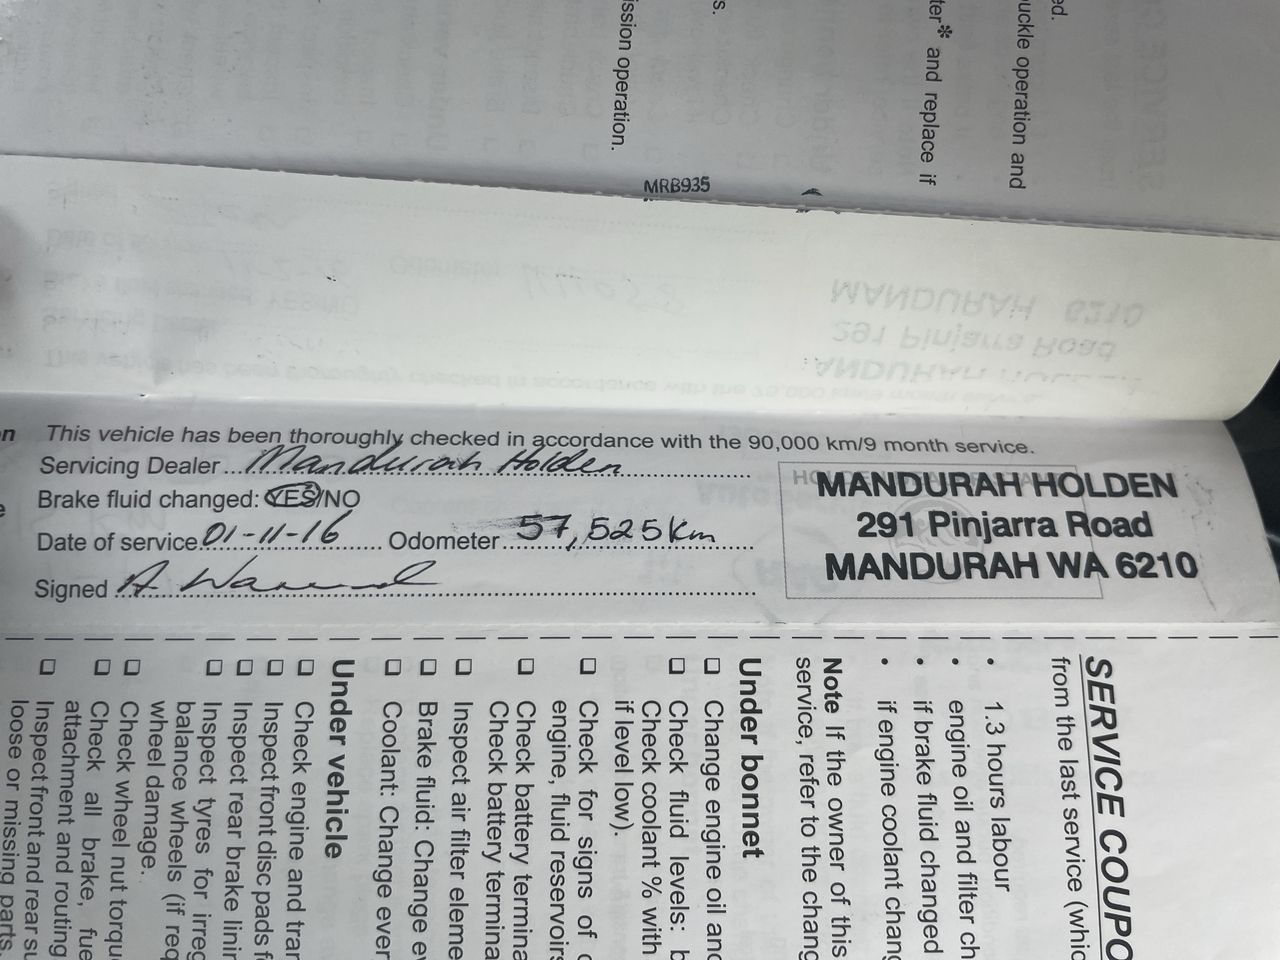 ed.
uckle operation and
ter* and replace if
s.
ission operation.
MRB935
MANDURAH 6210
291 Pinjarra Road
This vehicle has been thoroughly checked in accordance with the 90,000 km/9 month service.
Servicing Dealer Mandurah Holden
Brake fluid changed: YES/NO
Date of service 01-11-16 Odometer 57,525km
Signed A
MANDURAH HOLDEN
291 Pinjarra Road
MANDURAH WA 6210
SERVICE COUPO
from the last service (whic
• 1.3 hours labour
• engine oil and filter ch
• if brake fluid changed
• if engine coolant chang
Note If the owner of this
service, refer to the chang
Under bonnet
Change engine oil and
Check fluid levels: b
Check coolant % with
if level low).
Check for signs of
engine, fluid reservoirs
Check battery termina
Check battery termina
Inspect air filter eleme
Brake fluid: Change ev
Coolant: Change ever
Under vehicle
Check engine and tran
Inspect front disc pads f
Inspect rear brake linin
Inspect tyres for irreg
balance wheels (if req
wheel damage.
Check wheel nut torqu
Check all brake, fue
attachment and routing
Inspect front and rear su
loose or missing parts